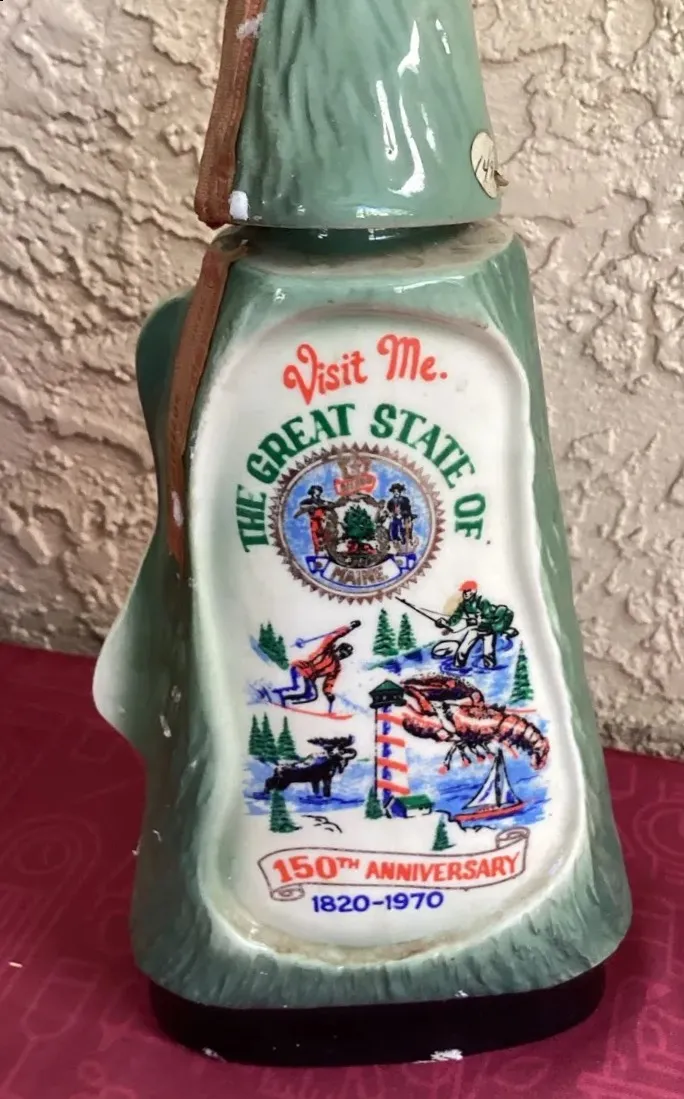 Visit Me.
THE GREAT STATE OF
MAINE
150TH ANNIVERSARY
1820-1970